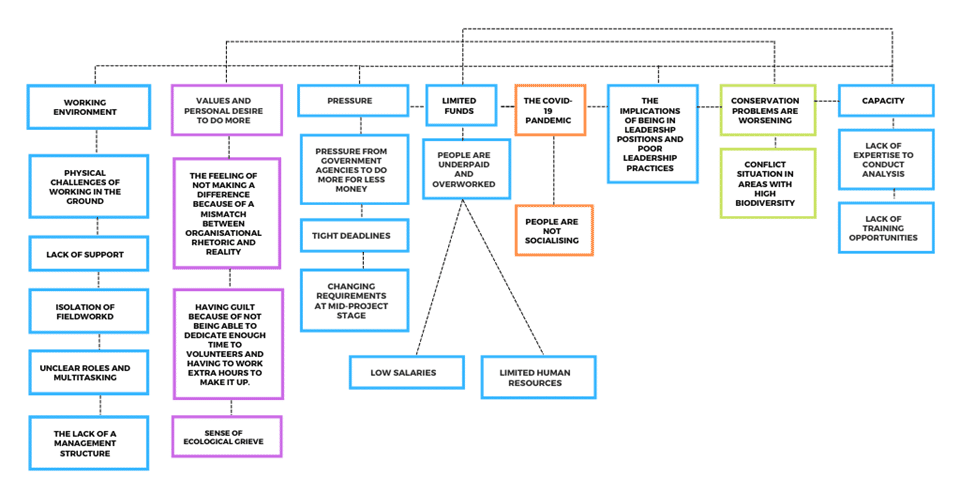 WORKING
ENVIRONMENT
PHYSICAL
CHALLENGES OF
WORKING IN THE
GROUND
LACK OF SUPPORT
ISOLATION OF
FIELDWORKD
UNCLEAR ROLES AND
MULTITASKING
THE LACK OF A
MANAGEMENT
STRUCTURE
VALUES AND
PERSONAL DESIRE
TO DO MORE
THE FEELING OF
NOT MAKING A
DIFFERENCE
BECAUSE OF A
MISMATCH
BETWEEN
ORGANISATIONAL
RHETORIC AND
REALITY
HAVING GUILT
BECAUSE OF NOT
BEING ABLE TO
DEDICATE ENOUGH
TIME TO
VOLUNTEERS AND
HAVING TO WORK
EXTRA HOURS TO
MAKE IT UP.
SENSE OF
ECOLOGICAL GRIEVE
PRESSURE
PRESSURE FROM
GOVERNMENT
AGENCIES TO DO
MORE FOR LESS
MONEY
TIGHT DEADLINES
CHANGING
REQUIREMENTS
AT MID-PROJECT
STAGE
LIMITED
FUNDS
PEOPLE ARE
UNDERPAID
AND
OVERWORKED
LOW SALARIES
LIMITED HUMAN
RESOURCES
THE COVID-
19
PANDEMIC
PEOPLE ARE
NOT
SOCIALISING
THE
IMPLICATIONS
OF BEING IN
LEADERSHIP
POSITIONS AND
POOR
LEADERSHIP
PRACTICES
CONSERVATION
PROBLEMS ARE
WORSENING
CONFLICT
SITUATION IN
AREAS WITH
HIGH
BIODIVERSITY
CAPACITY
LACK OF
EXPERTISE TO
CONDUCT
ANALYSIS
LACK OF
TRAINING
OPPORTUNITIES